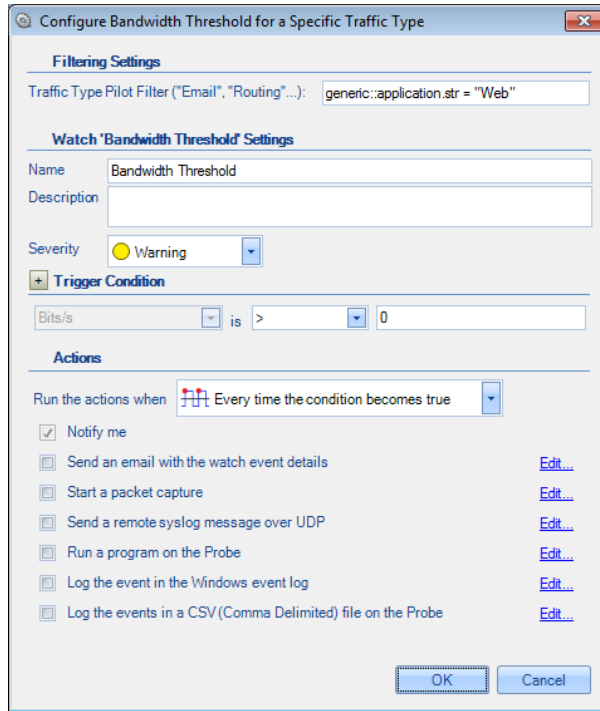 Configure Bandwidth Threshold for a Specific Traffic Type
Filtering Settings
Traffic Type Pilot Filter ("Email", "Routing"...): generic::application.str = "Web"
Watch 'Bandwidth Threshold' Settings
Name Bandwidth Threshold
Description
Severity Warning
+ Trigger Condition
Bits/s is > 0
Actions
Run the actions when Every time the condition becomes true
Notify me
Send an email with the watch event details Edit...
Start a packet capture Edit...
Send a remote syslog message over UDP Edit...
Run a program on the Probe Edit...
Log the event in the Windows event log Edit...
Log the events in a CSV (Comma Delimited) file on the Probe Edit...
OK Cancel